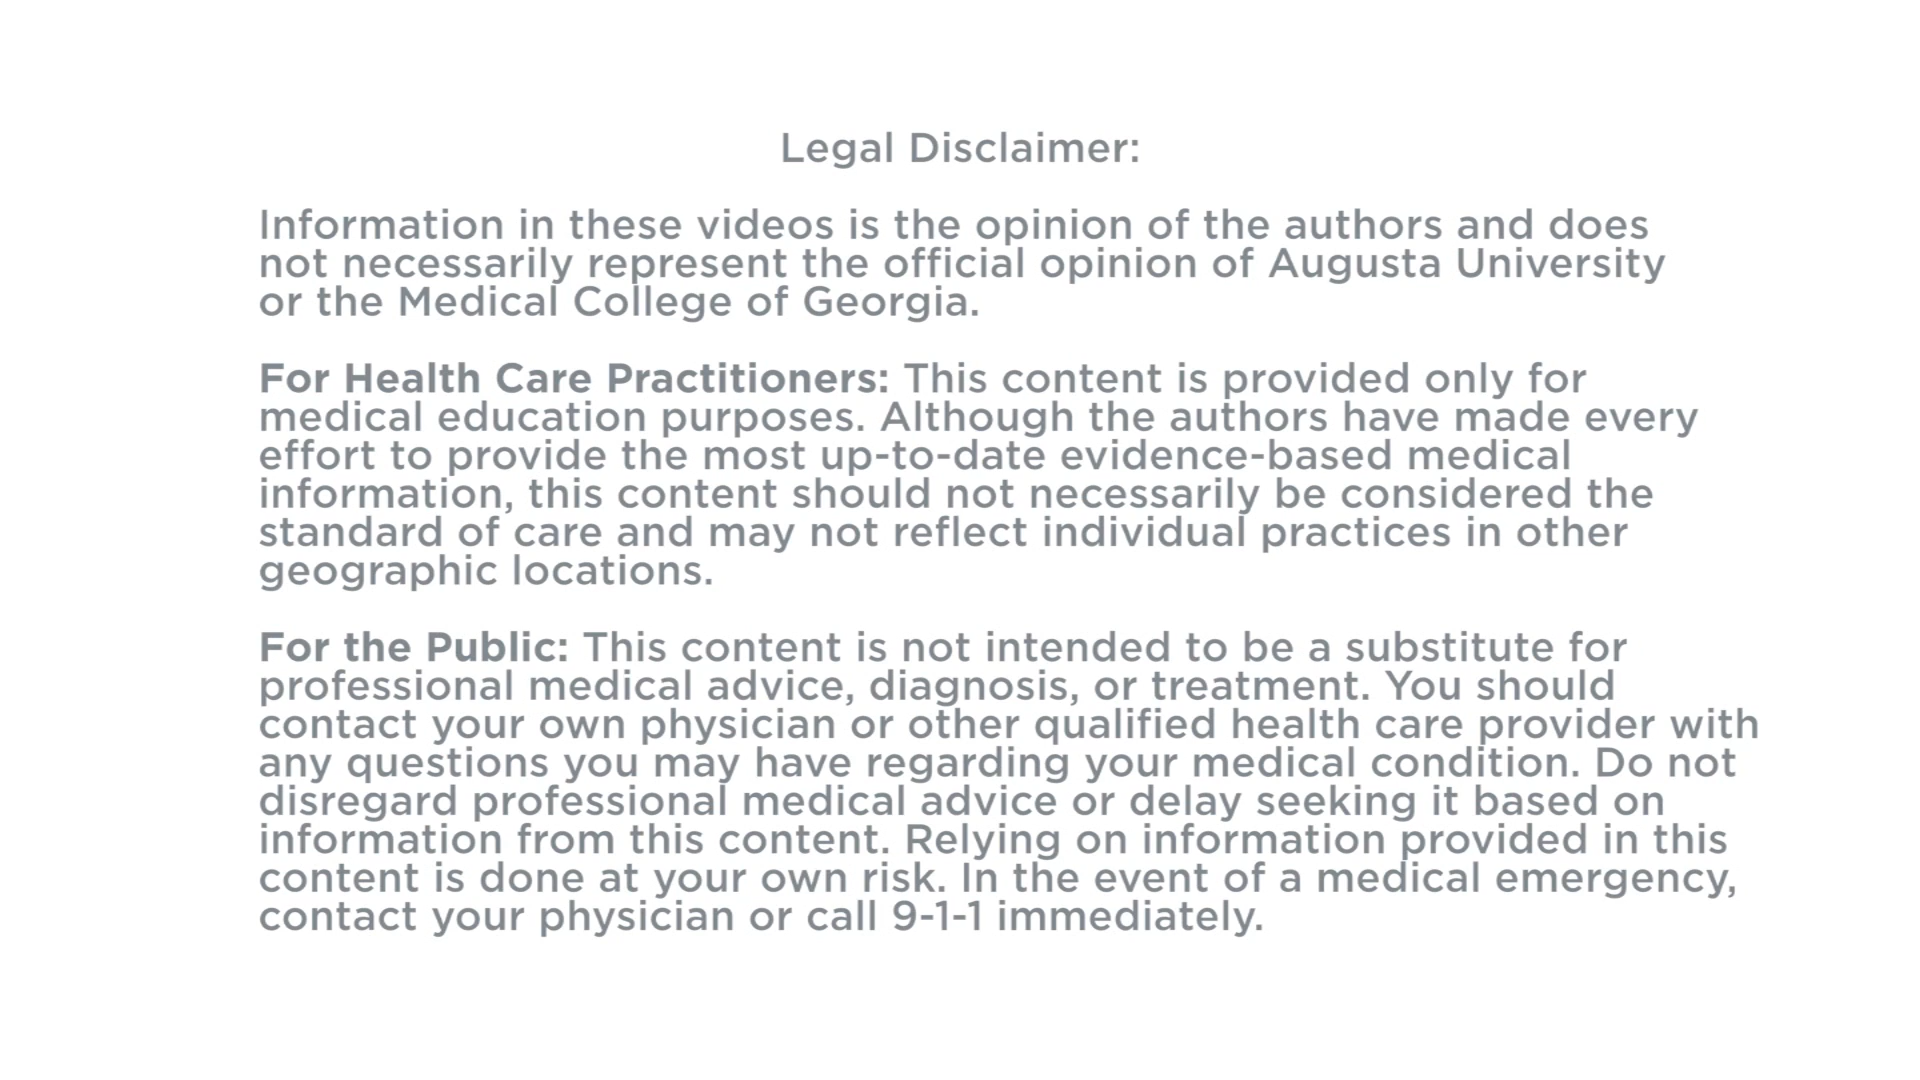 Legal Disclaimer:
Information in these videos is the opinion of the authors and does
not necessarily represent the official opinion of Augusta University
or the Medical College of Georgia.
For Health Care Practitioners: This content is provided only for
medical education purposes. Although the authors have made every
effort to provide the most up-to-date evidence-based medical
information, this content should not necessarily be considered the
standard of care and may not reflect individual practices in other
geographic locations.
For the Public: This content is not intended to be a substitute for
professional medical advice, diagnosis, or treatment. You should
contact your own physician or other qualified health care provider with
any questions you may have regarding your medical condition. Do not
disregard professional medical advice or delay seeking it based on
information from this content. Relying on information provided in this
content is done at your own risk. In the event of a medical emergency,
contact your physician or call 9-1-1 immediately.